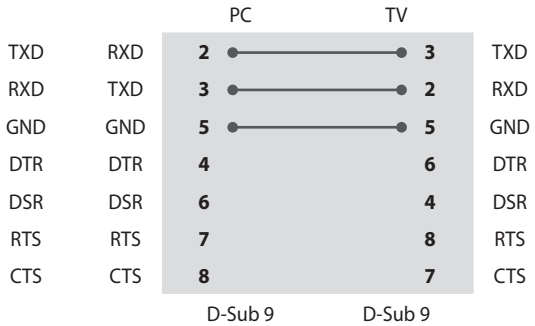 PC TV
TXD RXD 2 3 TXD
RXD TXD 3 2 RXD
GND GND 5 5 GND
DTR DTR 4 6 DTR
DSR DSR 6 4 DSR
RTS RTS 7 8 RTS
CTS CTS 8 7 CTS
D-Sub 9 D-Sub 9